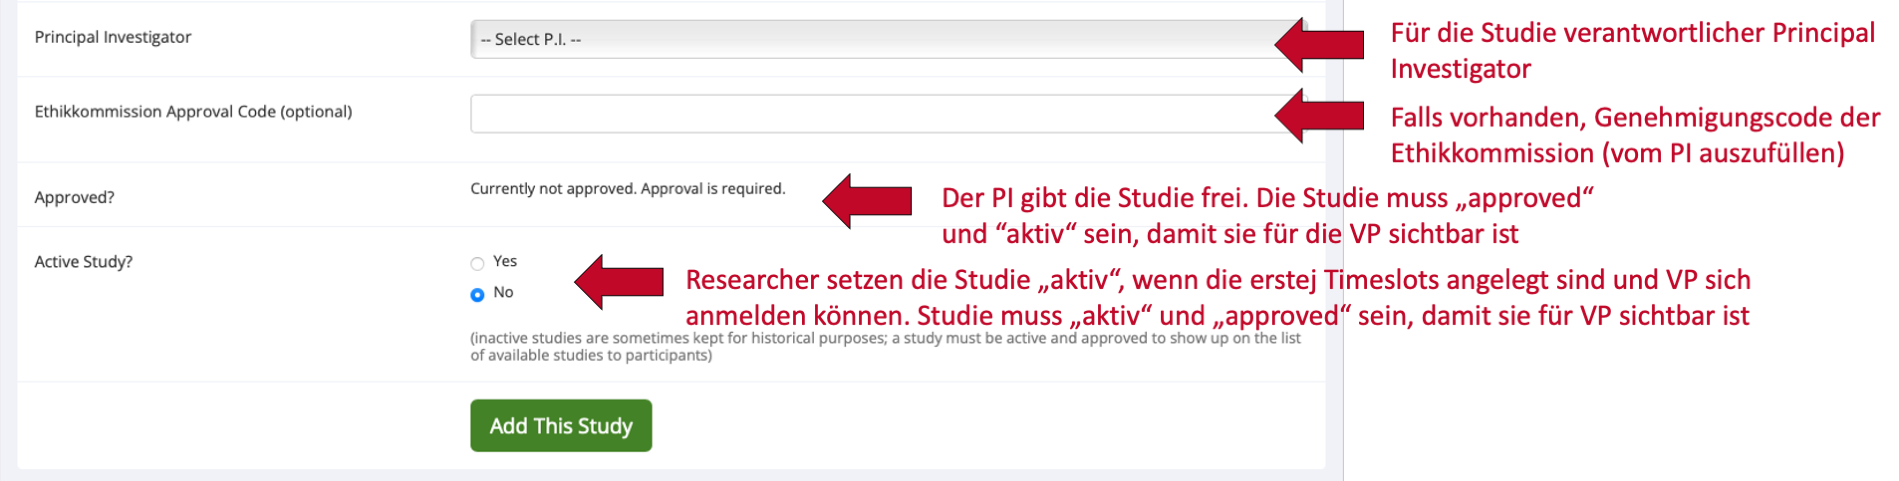 Principal Investigator
-- Select P.I. --
Für die Studie verantwortlicher Principal
Investigator
Ethikkommission Approval Code (optional)
Falls vorhanden, Genehmigungscode der
Ethikkommission (vom PI auszufüllen)
Approved?
Currently not approved. Approval is required.
Der PI gibt die Studie frei. Die Studie muss „approved“
und “aktiv“ sein, damit sie für die VP sichtbar ist
Active Study?
Yes
No
Researcher setzen die Studie „aktiv“, wenn die erstej Timeslots angelegt sind und VP sich
anmelden können. Studie muss „aktiv“ und „approved“ sein, damit sie für VP sichtbar ist
(inactive studies are sometimes kept for historical purposes; a study must be active and approved to show up on the list
of available studies to participants)
Add This Study